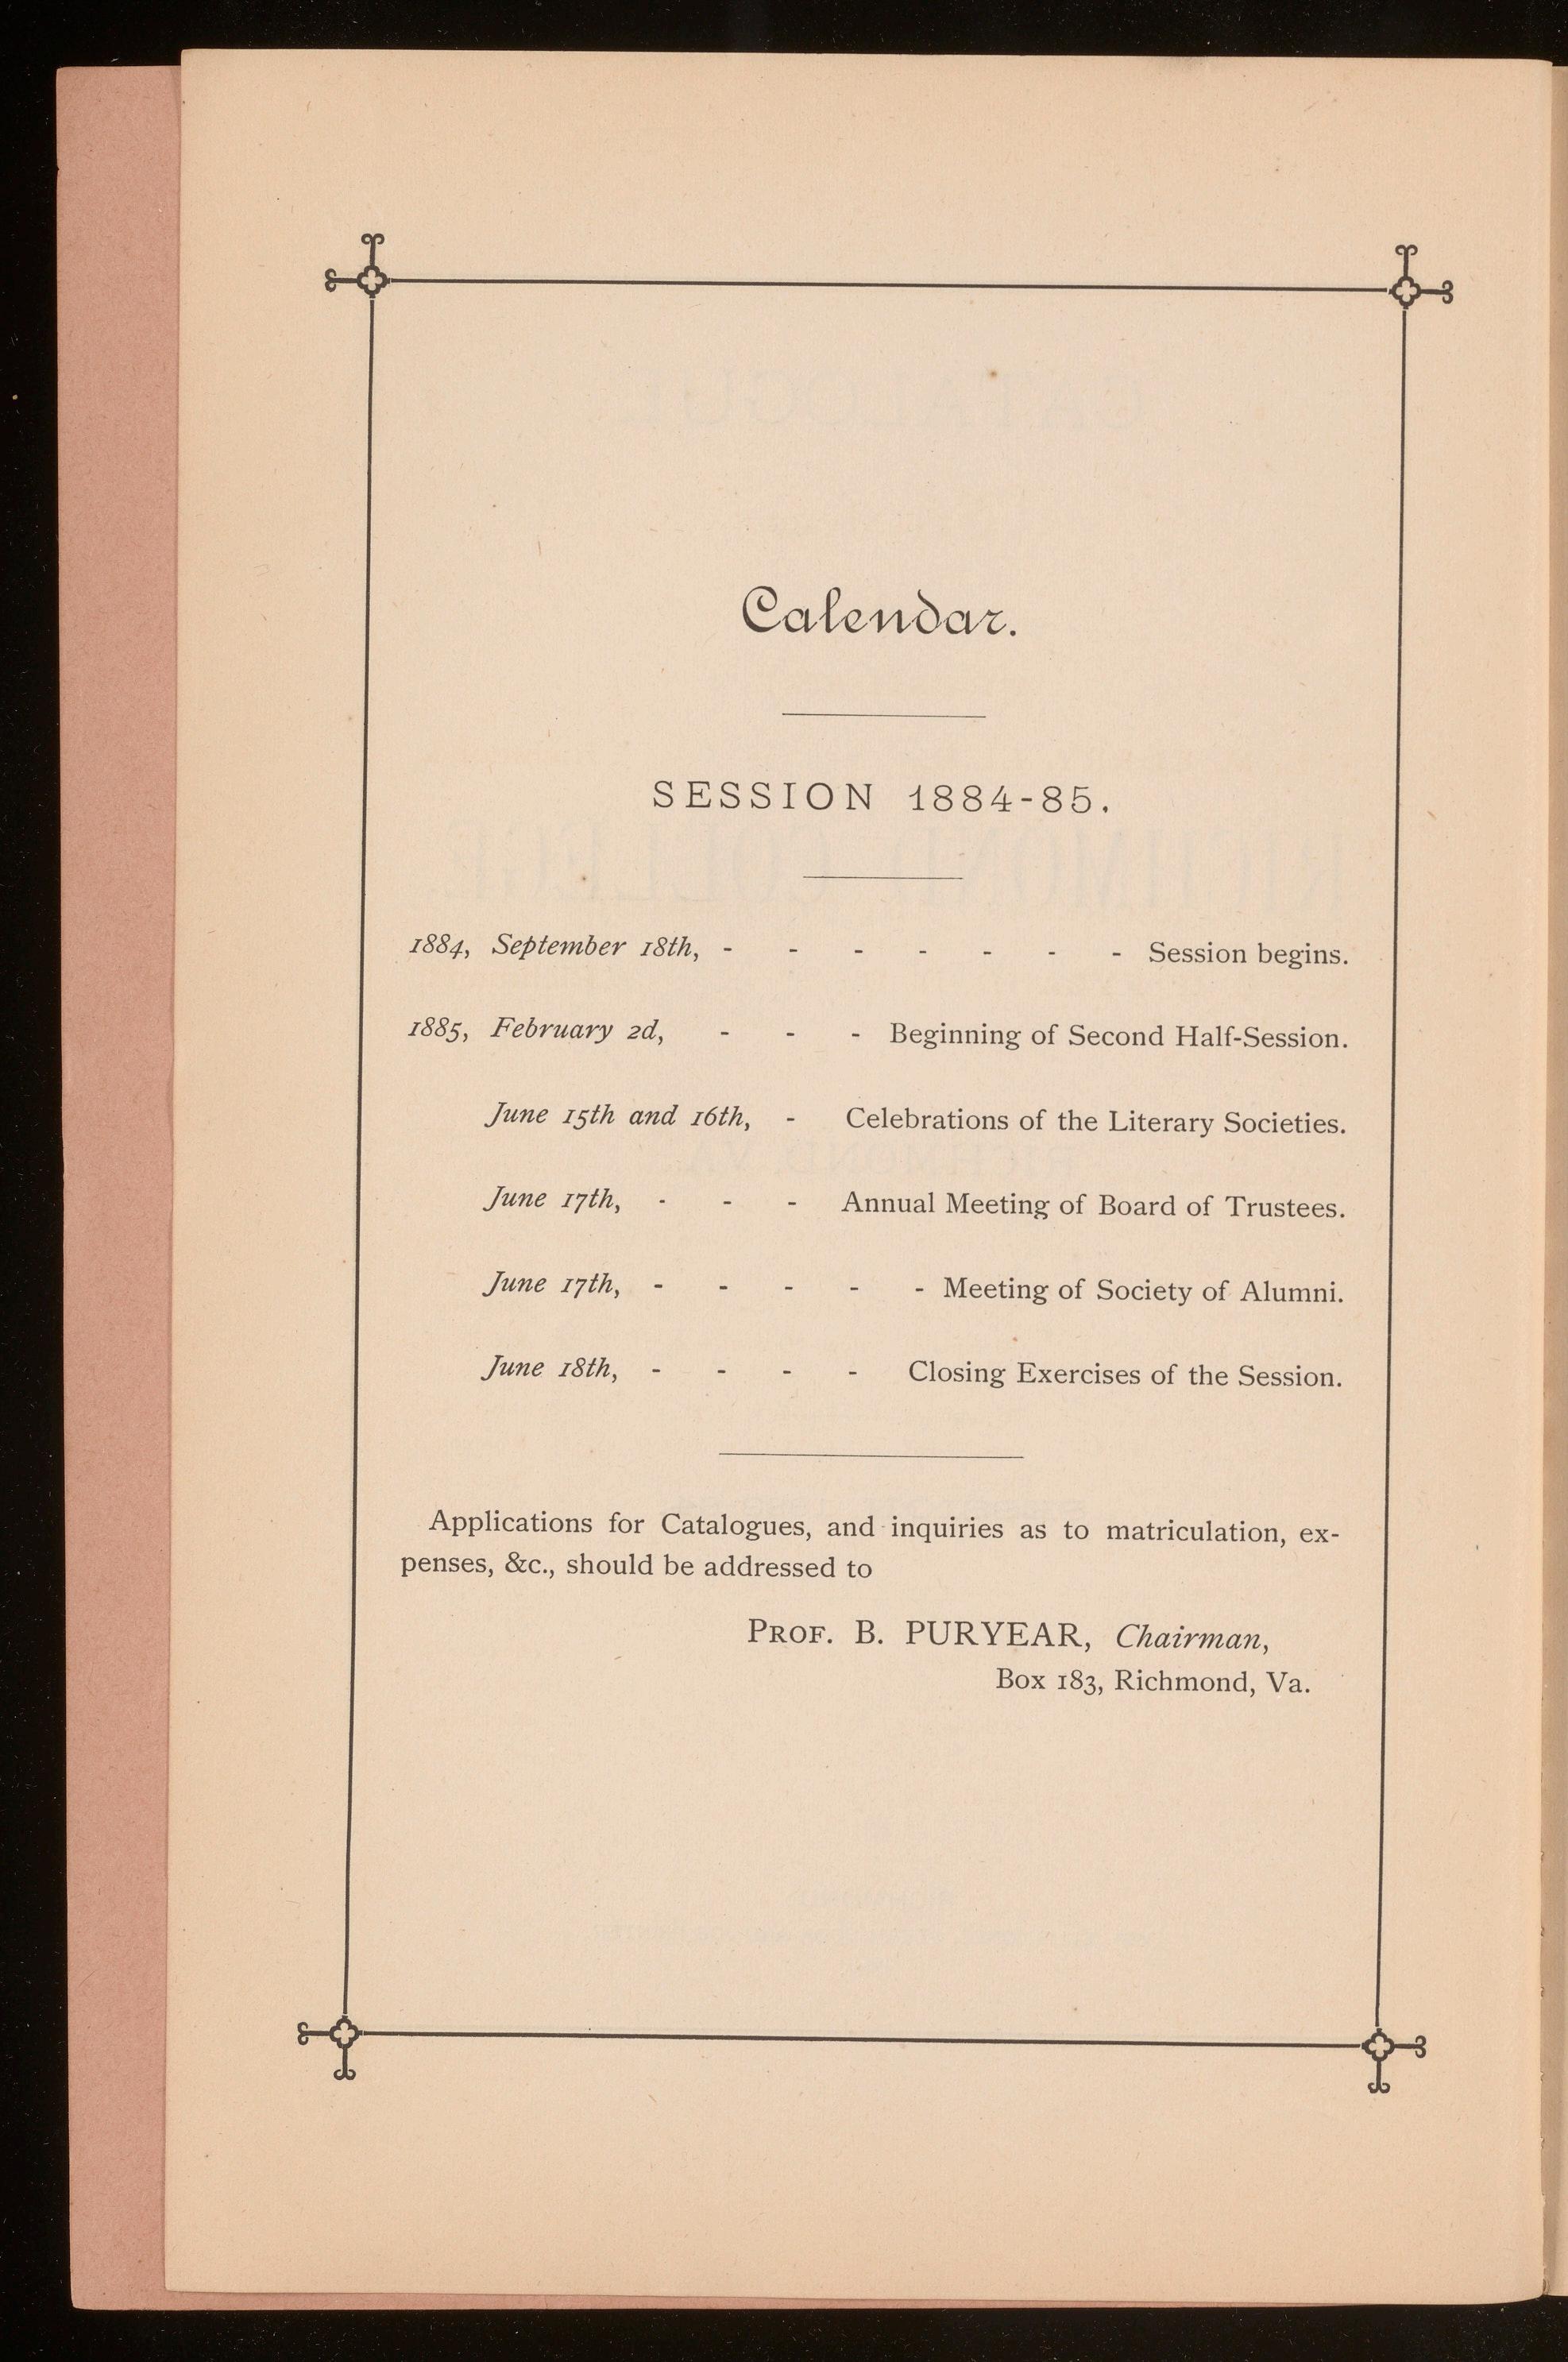 Calendar.
SESSION 1884-85.
1884, September 18th, - - - - - - - Session begins.
1885, February 2d, - - - Beginning of Second Half-Session.
June 15th and 16th, - Celebrations of the Literary Societies.
June 17th, - - - Annual Meeting of Board of Trustees.
June 17th, - - - - - Meeting of Society of Alumni.
June 18th, - - - - Closing Exercises of the Session.
Applications for Catalogues, and inquiries as to matriculation, ex-
penses, &c., should be addressed to
PROF. B. PURYEAR, Chairman,
Box 183, Richmond, Va.